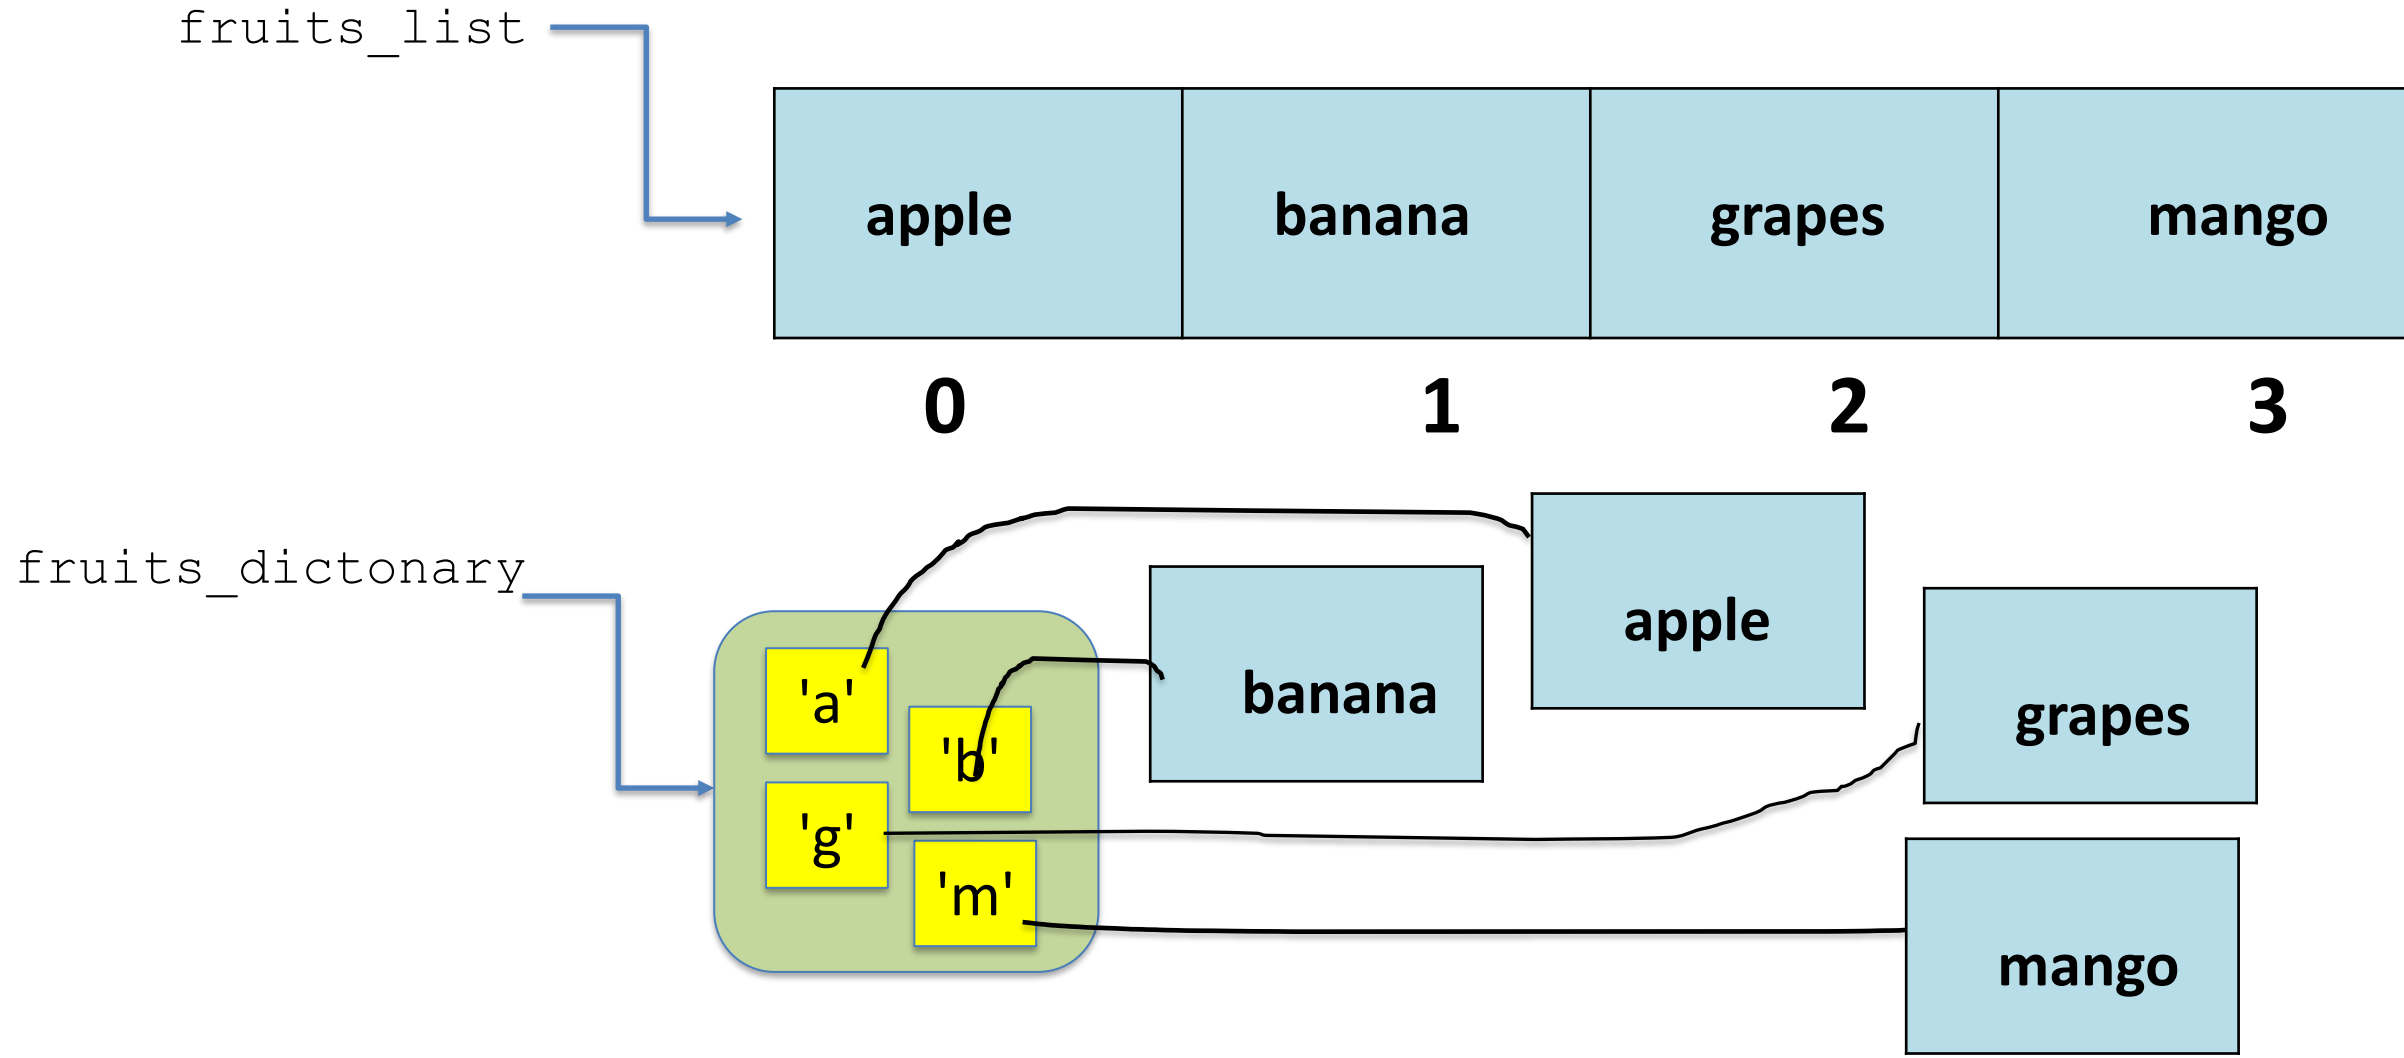 fruits_list
apple banana grapes mango
0 1 2 3
fruits_dictonary
apple
banana
grapes
'a'
'b'
'g'
'm'
mango